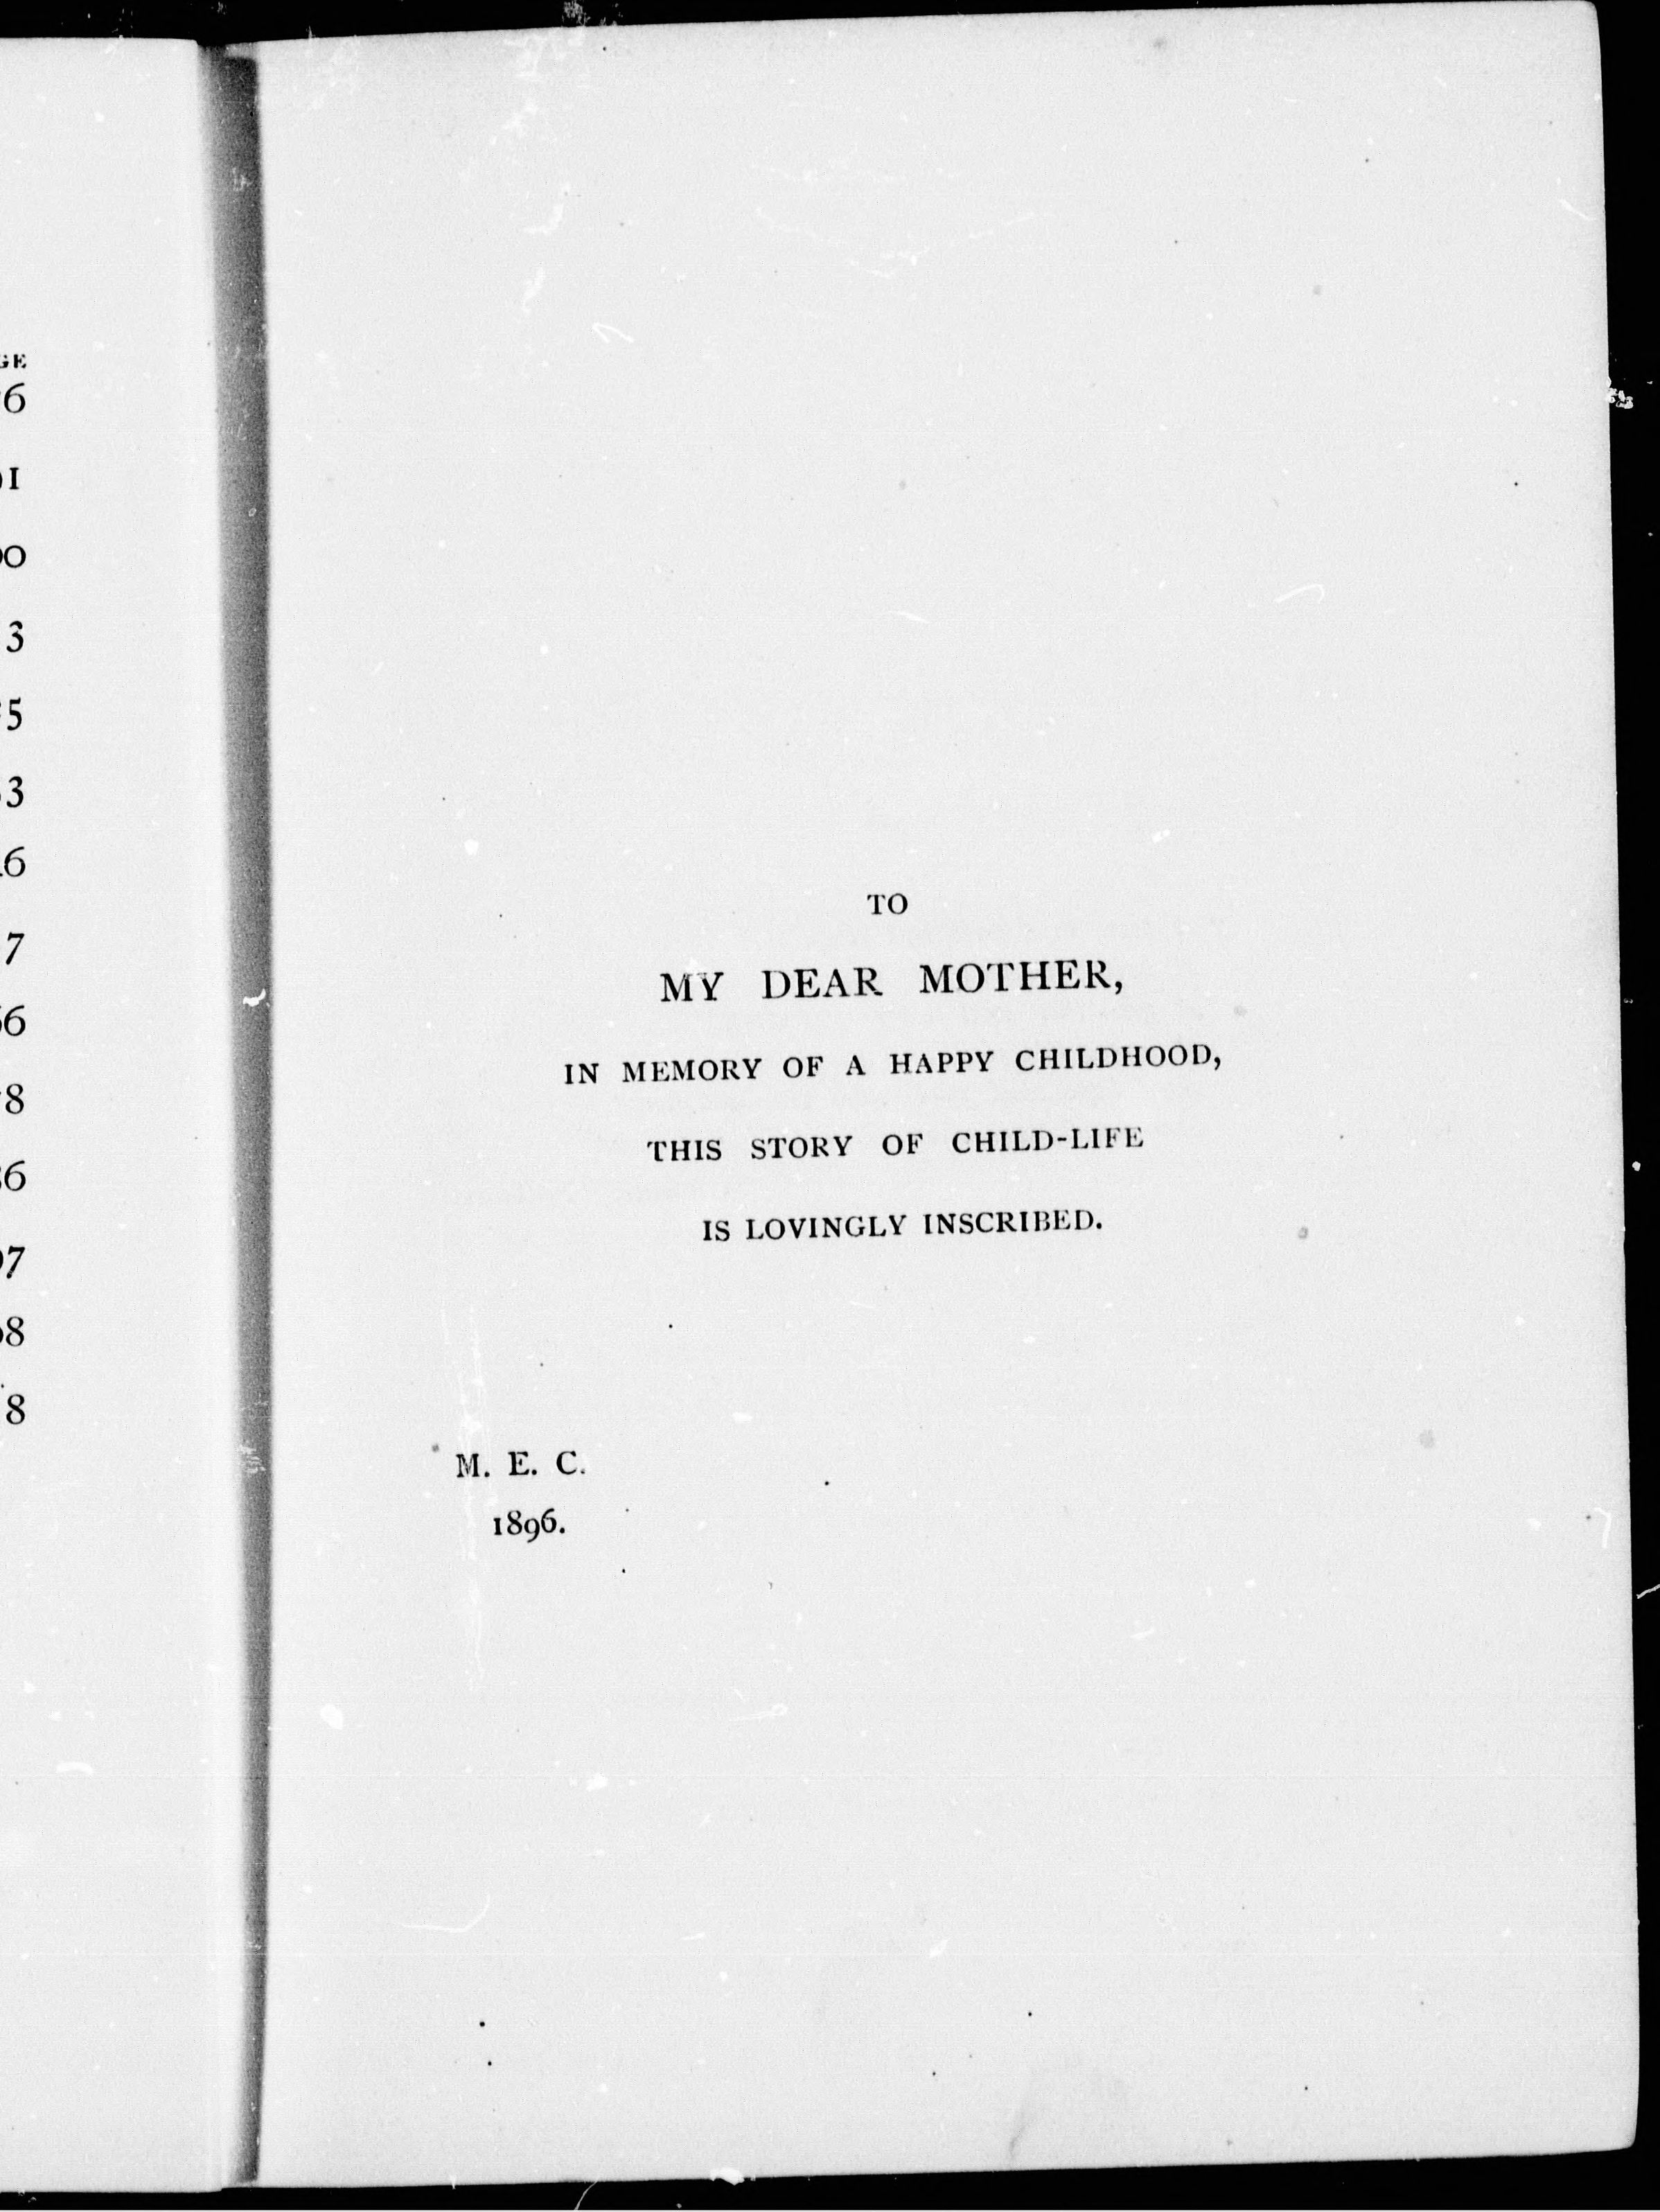 TO
MY DEAR MOTHER,
IN MEMORY OF A HAPPY CHILDHOOD,
THIS STORY OF CHILD-LIFE
IS LOVINGLY INSCRIBED.
M. E. C.
1896.